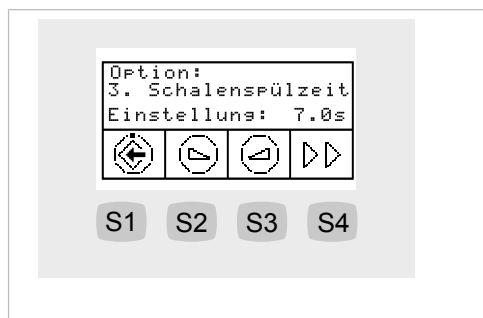 Option:
3. Schalenspülzeit
Einstellung: 7.0s
S1 S2 S3 S4